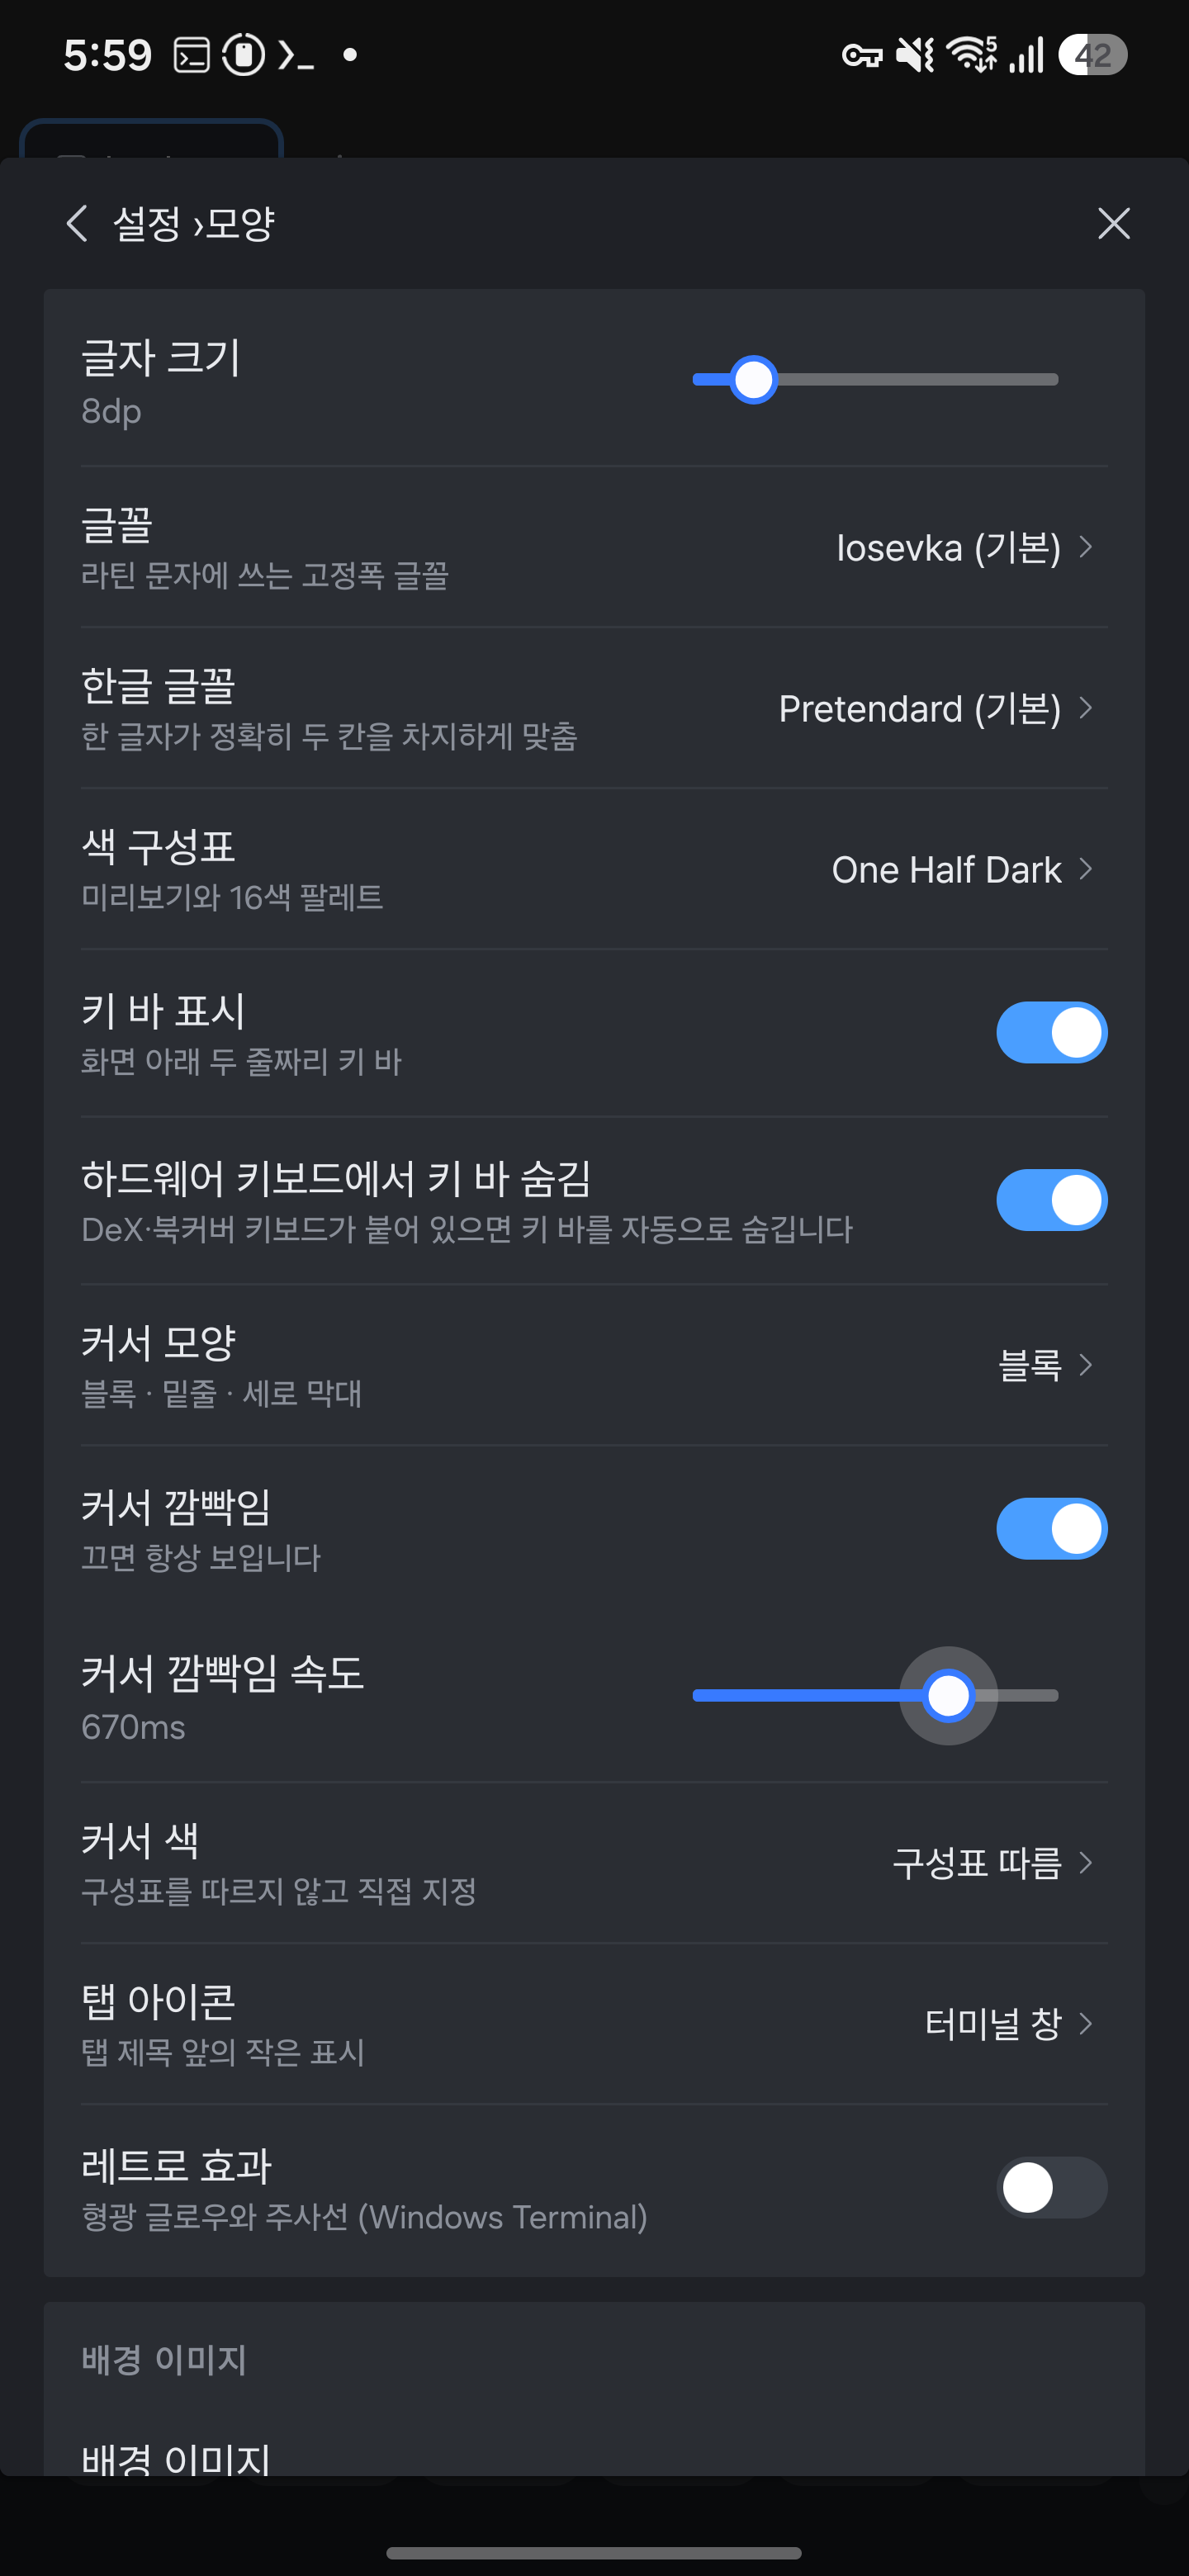 5:59
5
42
설정 ›모양
글자 크기
8dp
글꼴
라틴 문자에 쓰는 고정폭 글꼴
Iosevka (기본)
한글 글꼴
한 글자가 정확히 두 칸을 차지하게 맞춤
Pretendard (기본)
색 구성표
미리보기와 16색 팔레트
One Half Dark
키 바 표시
화면 아래 두 줄짜리 키 바
하드웨어 키보드에서 키 바 숨김
DeX·북커버 키보드가 붙어 있으면 키 바를 자동으로 숨깁니다
커서 모양
블록 · 밑줄 · 세로 막대
블록
커서 깜빡임
끄면 항상 보입니다
커서 깜빡임 속도
670ms
커서 색
구성표를 따르지 않고 직접 지정
구성표 따름
탭 아이콘
탭 제목 앞의 작은 표시
터미널 창
레트로 효과
형광 글로우와 주사선 (Windows Terminal)
배경 이미지
배경 이미지